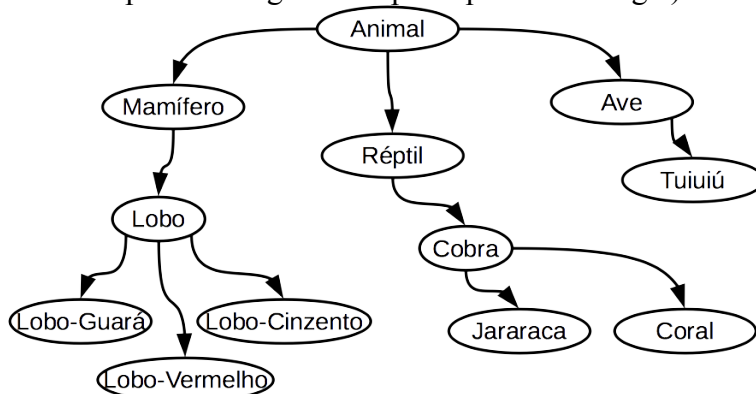 Animal
Mamífero
Ave
Réptil
Tuiuiú
Lobo
Cobra
Lobo-Guará
Lobo-Cinzento
Jararaca
Coral
Lobo-Vermelho